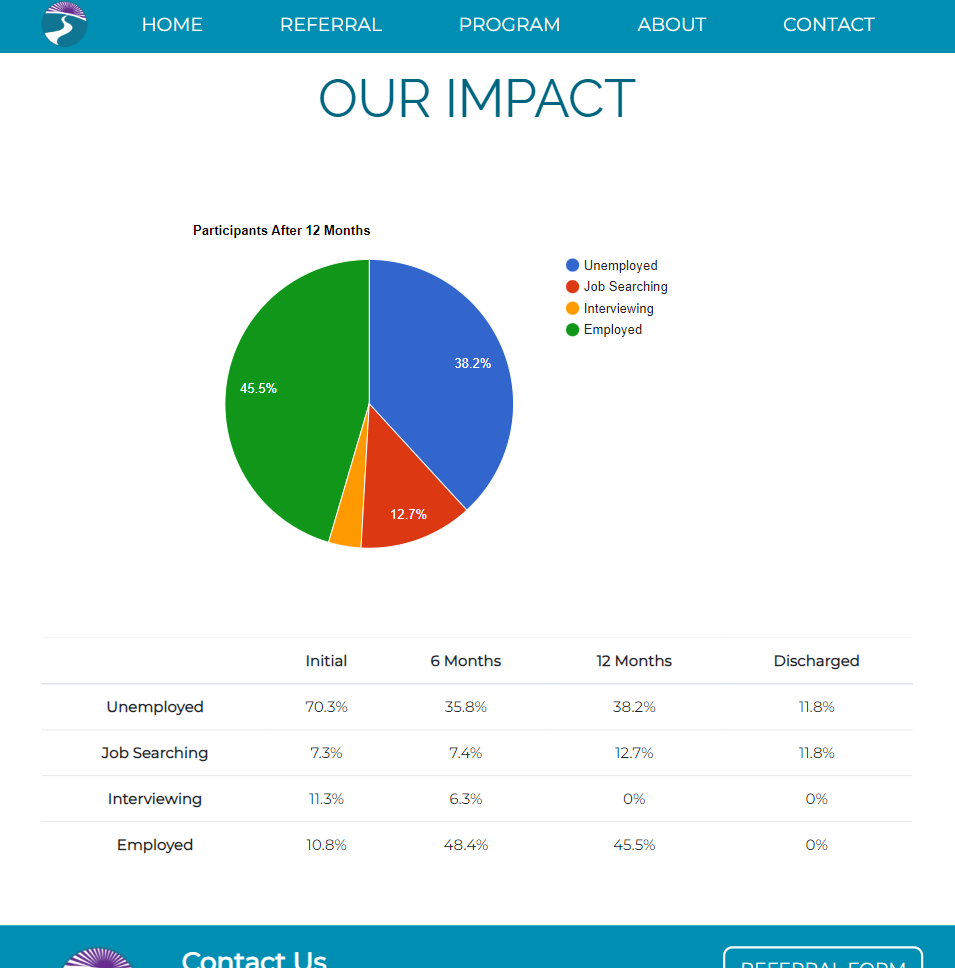 HOME REFERRAL PROGRAM ABOUT CONTACT
OUR IMPACT
Participants After 12 Months
Unemployed
Job Searching
Interviewing
Employed
38.2%
45.5%
12.7%
Initial 6 Months 12 Months Discharged
Unemployed 70.3% 35.8% 38.2% 11.8%
Job Searching 7.3% 7.4% 12.7% 11.8%
Interviewing 11.3% 6.3% 0% 0%
Employed 10.8% 48.4% 45.5% 0%
Contact Us
REFERRAL FORM